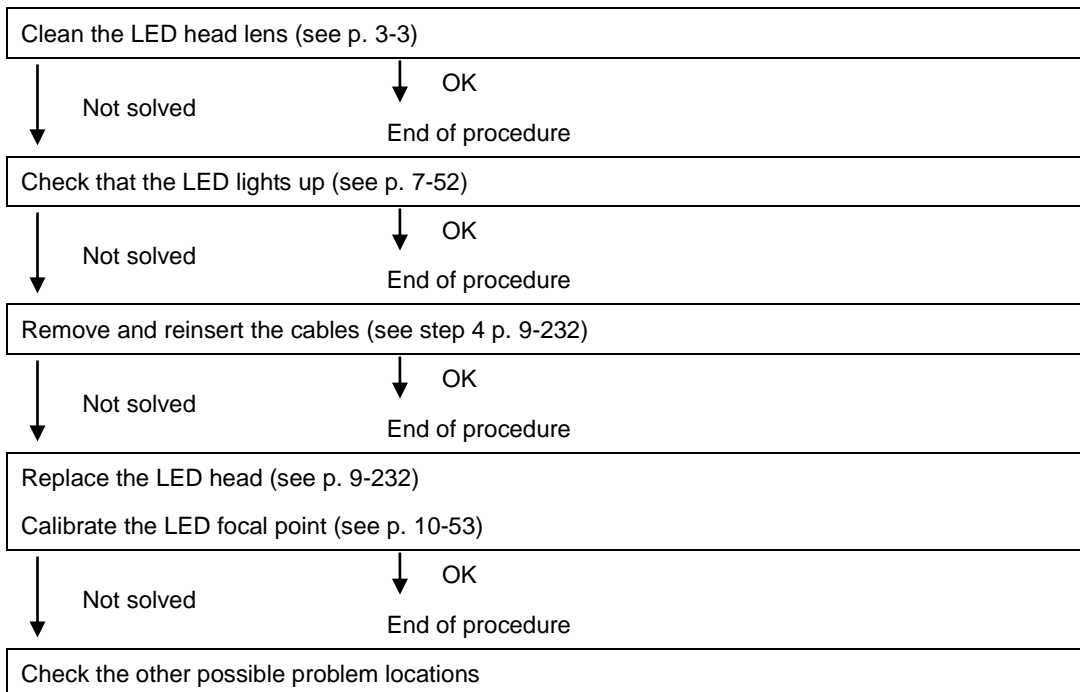 Clean the LED head lens (see p. 3-3)
OK
Not solved
End of procedure
Check that the LED lights up (see p. 7-52)
OK
Not solved
End of procedure
Remove and reinsert the cables (see step 4 p. 9-232)
OK
Not solved
End of procedure
Replace the LED head (see p. 9-232)
Calibrate the LED focal point (see p. 10-53)
OK
Not solved
End of procedure
Check the other possible problem locations